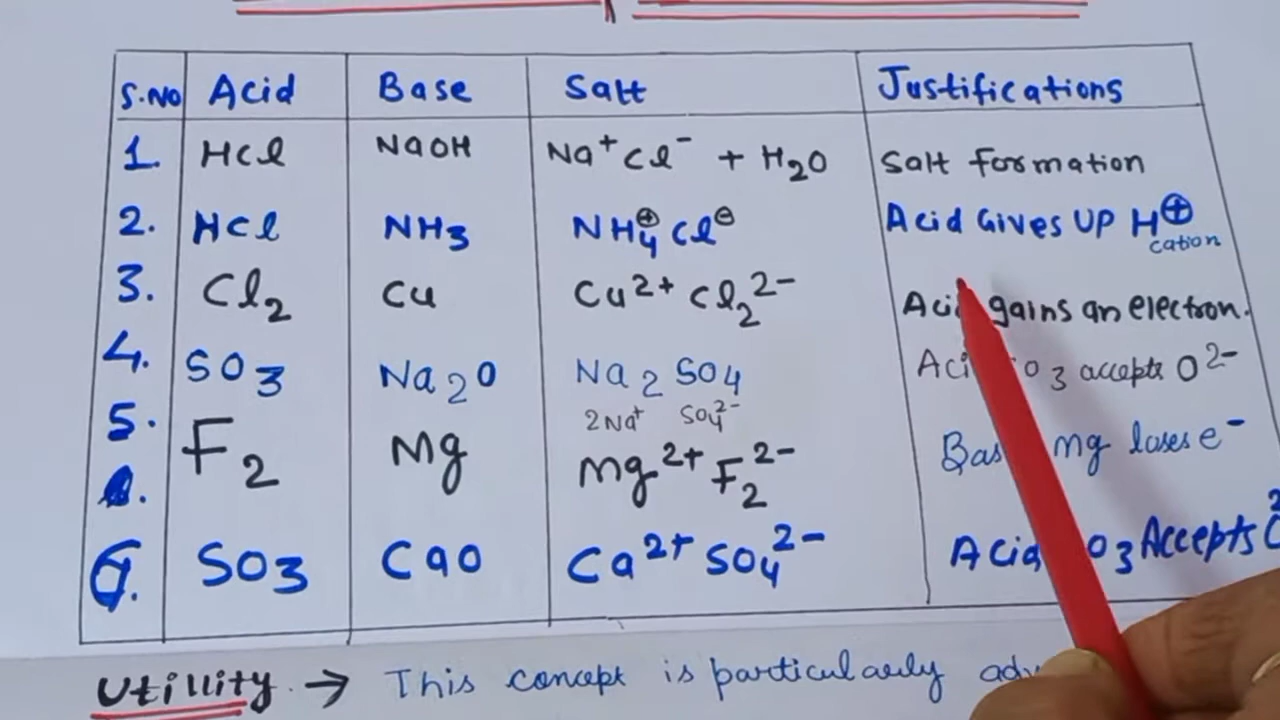 S.No Acid Base Salt Justifications
1. HCl NaOH Na⁺Cl⁻ + H₂O Salt formation
2. HCl NH₃ NH₄⊕Cl⊖ Acid Gives UP H⊕
cation
3. Cl₂ Cu Cu²⁺ Cl₂²⁻ gains an electron.
4. SO₃ Na₂O Na₂SO₄ accepts O²⁻
2Na⁺ SO₄²⁻
5. F₂ Mg Mg²⁺ F₂²⁻ Mg loses e⁻
SO₃ CaO Ca²⁺ SO₄²⁻ Accepts
Utillity → This concept is particularly